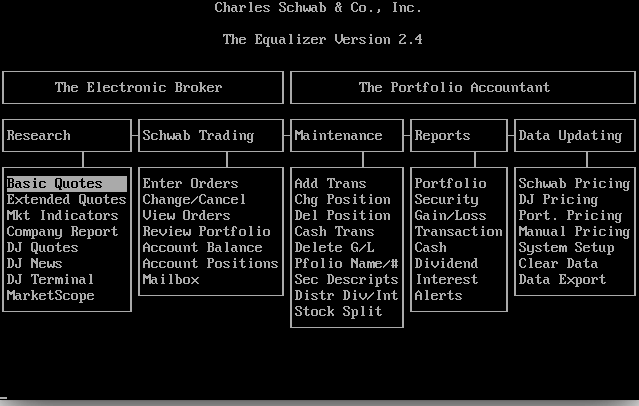 Charles Schwab & Co., Inc.
The Equalizer Version 2.4
The Electronic Broker
The Portfolio Accountant
Research
Basic Quotes
Extended Quotes
Mkt Indicators
Company Report
DJ Quotes
DJ News
DJ Terminal
MarketScope
Schwab Trading
Enter Orders
Change/Cancel
View Orders
Review Portfolio
Account Balance
Account Positions
Mailbox
Maintenance
Add Trans
Chg Position
Del Position
Cash Trans
Delete G/L
Pfolio Name/#
Sec Descripts
Distr Div/Int
Stock Split
Reports
Portfolio
Security
Gain/Loss
Transaction
Cash
Dividend
Interest
Alerts
Data Updating
Schwab Pricing
DJ Pricing
Port. Pricing
Manual Pricing
System Setup
Clear Data
Data Export